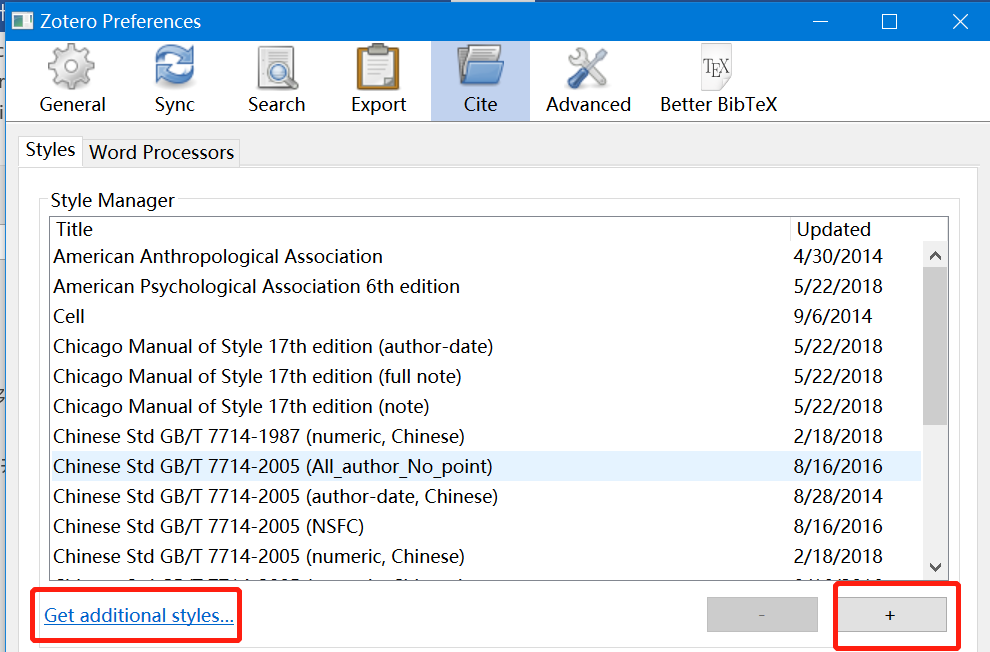 Zotero Preferences
General Sync Search Export Cite Advanced Better BibTeX
Styles Word Processors
Style Manager
Title Updated
American Anthropological Association 4/30/2014
American Psychological Association 6th edition 5/22/2018
Cell 9/6/2014
Chicago Manual of Style 17th edition (author-date) 5/22/2018
Chicago Manual of Style 17th edition (full note) 5/22/2018
Chicago Manual of Style 17th edition (note) 5/22/2018
Chinese Std GB/T 7714-1987 (numeric, Chinese) 2/18/2018
Chinese Std GB/T 7714-2005 (All_author_No_point) 8/16/2016
Chinese Std GB/T 7714-2005 (author-date, Chinese) 8/28/2014
Chinese Std GB/T 7714-2005 (NSFC) 8/16/2016
Chinese Std GB/T 7714-2005 (numeric, Chinese) 2/18/2018
Get additional styles... - +